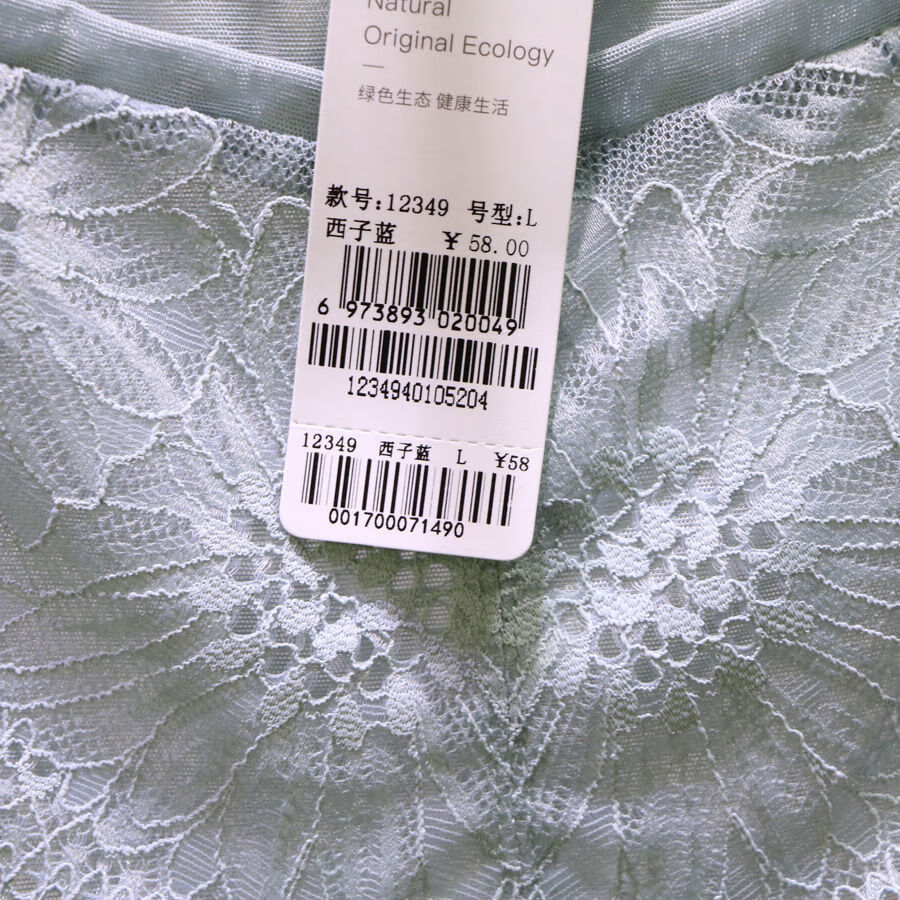 Natural
Original Ecology
绿色生态 健康生活
款号:12349 号型:L
西子蓝 ¥ 58.00
6 973893 020049
1234940105204
12349 西子蓝 L ¥58
001700071490